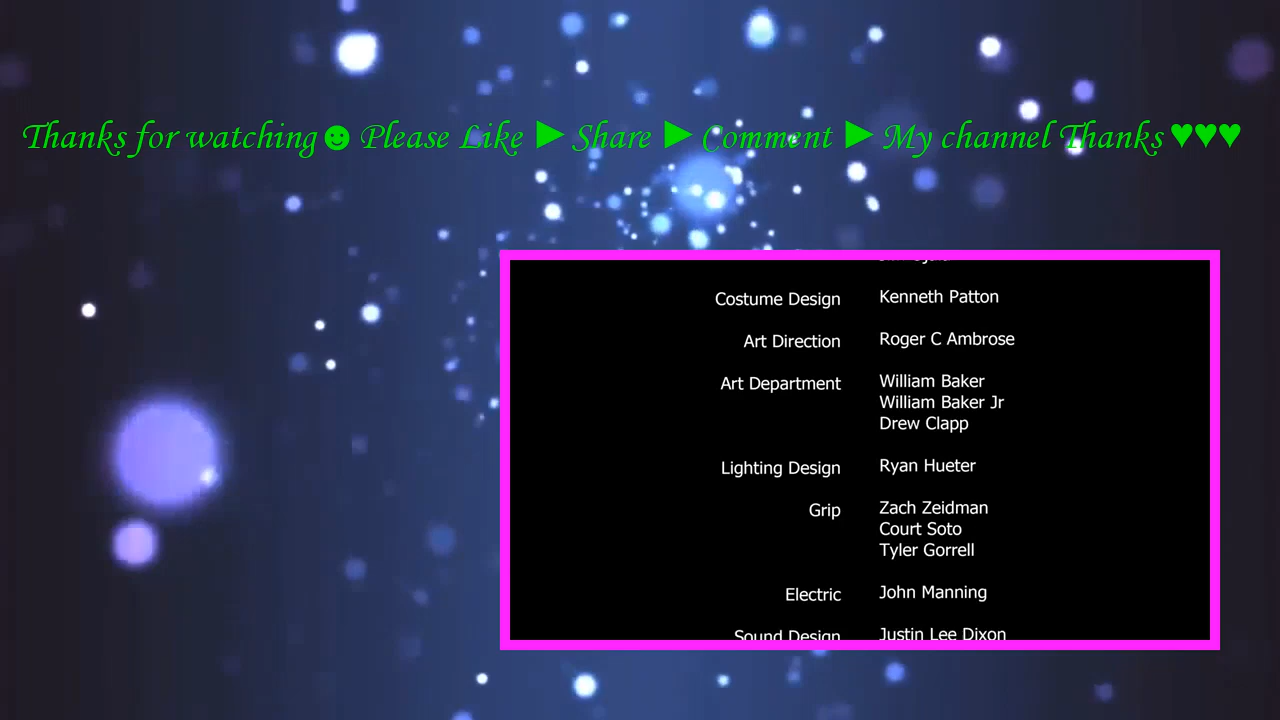 Thanks for watching☻Please Like ► Share ► Comment ► My channel Thanks ♥♥♥
Costume Design Kenneth Patton
Art Direction Roger C Ambrose
Art Department William Baker
William Baker Jr
Drew Clapp
Lighting Design Ryan Hueter
Grip Zach Zeidman
Court Soto
Tyler Gorrell
Electric John Manning
Sound Design Justin Lee Dixon